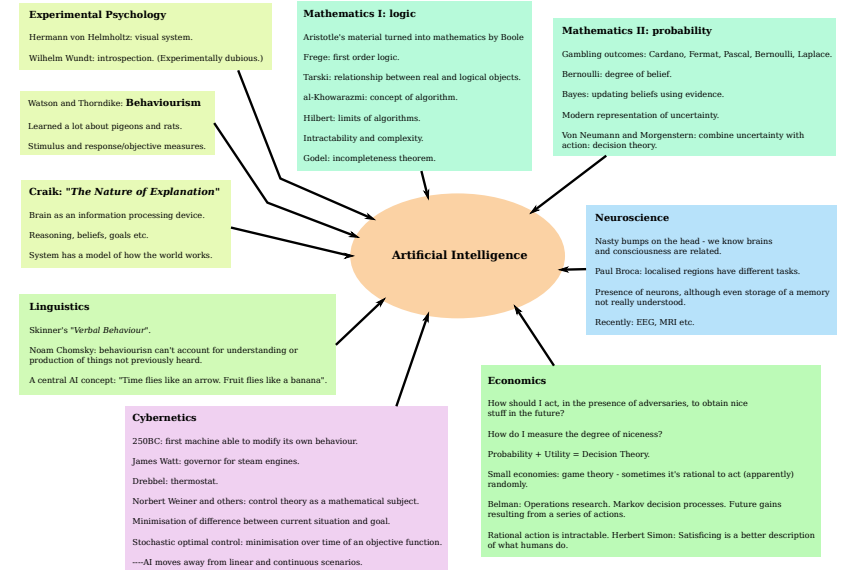 Experimental Psychology
Hermann von Helmholtz: visual system.
Wilhelm Wundt: introspection. (Experimentally dubious.)
Watson and Thorndike: Behaviourism
Learned a lot about pigeons and rats.
Stimulus and response/objective measures.
Craik: "The Nature of Explanation"
Brain as an information processing device.
Reasoning, beliefs, goals etc.
System has a model of how the world works.
Linguistics
Skinner's "Verbal Behaviour".
Noam Chomsky: behaviourisn can't account for understanding or
production of things not previously heard.
A central AI concept: "Time flies like an arrow. Fruit flies like a banana".
Cybernetics
250BC: first machine able to modify its own behaviour.
James Watt: governor for steam engines.
Drebbel: thermostat.
Norbert Weiner and others: control theory as a mathematical subject.
Minimisation of difference between current situation and goal.
Stochastic optimal control: minimisation over time of an objective function.
----AI moves away from linear and continuous scenarios.
Mathematics I: logic
Aristotle's material turned into mathematics by Boole
Frege: first order logic.
Tarski: relationship between real and logical objects.
al-Khowarazmi: concept of algorithm.
Hilbert: limits of algorithms.
Intractability and complexity.
Godel: incompleteness theorem.
Artificial Intelligence
Mathematics II: probability
Gambling outcomes: Cardano, Fermat, Pascal, Bernoulli, Laplace.
Bernoulli: degree of belief.
Bayes: updating beliefs using evidence.
Modern representation of uncertainty.
Von Neumann and Morgenstern: combine uncertainty with
action: decision theory.
Neuroscience
Nasty bumps on the head - we know brains
and consciousness are related.
Paul Broca: localised regions have different tasks.
Presence of neurons, although even storage of a memory
not really understood.
Recently: EEG, MRI etc.
Economics
How should I act, in the presence of adversaries, to obtain nice
stuff in the future?
How do I measure the degree of niceness?
Probability + Utility = Decision Theory.
Small economies: game theory - sometimes it's rational to act (apparently)
randomly.
Belman: Operations research. Markov decision processes. Future gains
resulting from a series of actions.
Rational action is intractable. Herbert Simon: Satisficing is a better description
of what humans do.